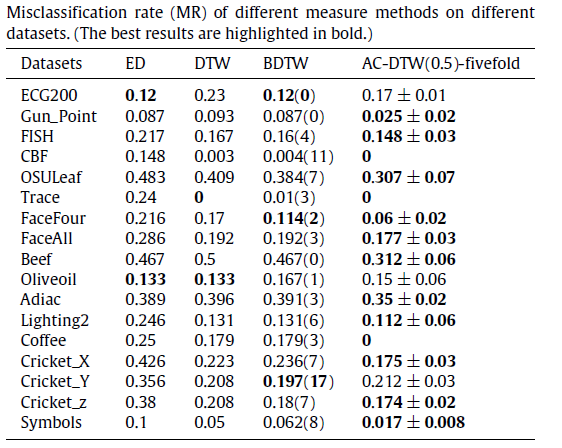 Misclassification rate (MR) of different measure methods on different
datasets. (The best results are highlighted in bold.)
Datasets ED DTW BDTW AC-DTW(0.5)-fivefold
ECG200 0.12 0.23 0.12(0) 0.17 ± 0.01
Gun_Point 0.087 0.093 0.087(0) 0.025 ± 0.02
FISH 0.217 0.167 0.16(4) 0.148 ± 0.03
CBF 0.148 0.003 0.004(11) 0
OSULeaf 0.483 0.409 0.384(7) 0.307 ± 0.07
Trace 0.24 0 0.01(3) 0
FaceFour 0.216 0.17 0.114(2) 0.06 ± 0.02
FaceAll 0.286 0.192 0.192(3) 0.177 ± 0.03
Beef 0.467 0.5 0.467(0) 0.312 ± 0.06
Oliveoil 0.133 0.133 0.167(1) 0.15 ± 0.06
Adiac 0.389 0.396 0.391(3) 0.35 ± 0.02
Lighting2 0.246 0.131 0.131(6) 0.112 ± 0.06
Coffee 0.25 0.179 0.179(3) 0
Cricket_X 0.426 0.223 0.236(7) 0.175 ± 0.03
Cricket_Y 0.356 0.208 0.197(17) 0.212 ± 0.03
Cricket_z 0.38 0.208 0.18(7) 0.174 ± 0.02
Symbols 0.1 0.05 0.062(8) 0.017 ± 0.008